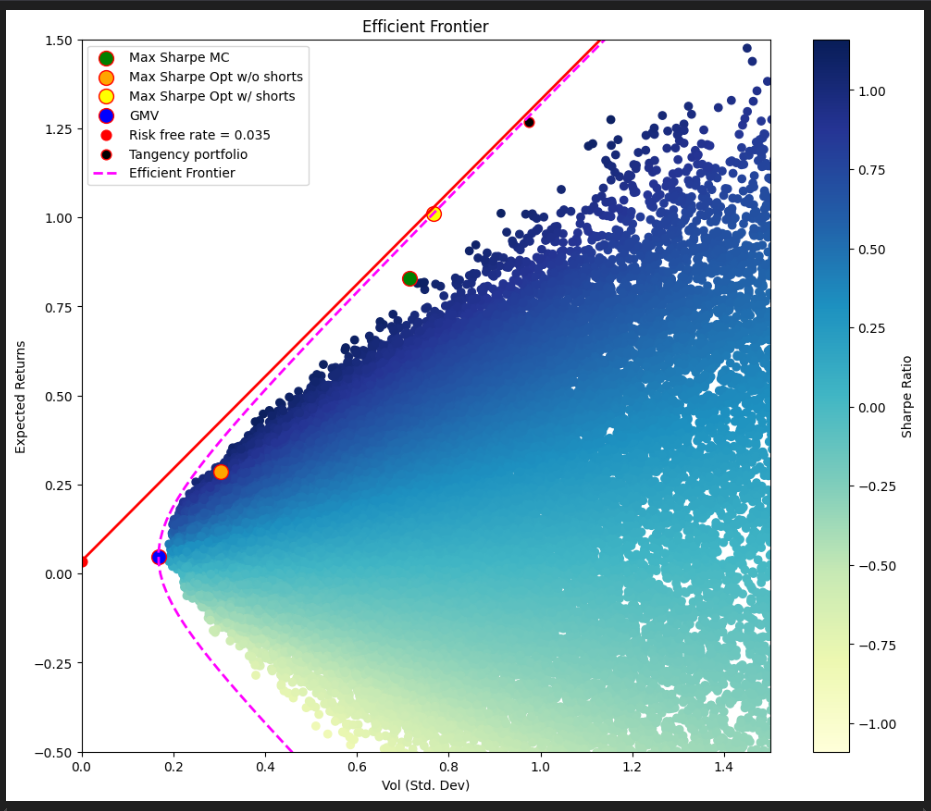 Efficient Frontier
Max Sharpe MC
Max Sharpe Opt w/o shorts
Max Sharpe Opt w/ shorts
GMV
Risk free rate = 0.035
Tangency portfolio
Efficient Frontier
1.50
1.25
1.00
0.75
0.50
0.25
0.00
−0.25
−0.50
Expected Returns
0.0 0.2 0.4 0.6 0.8 1.0 1.2 1.4
Vol (Std. Dev)
1.00
0.75
0.50
0.25
0.00
−0.25
−0.50
−0.75
−1.00
Sharpe Ratio